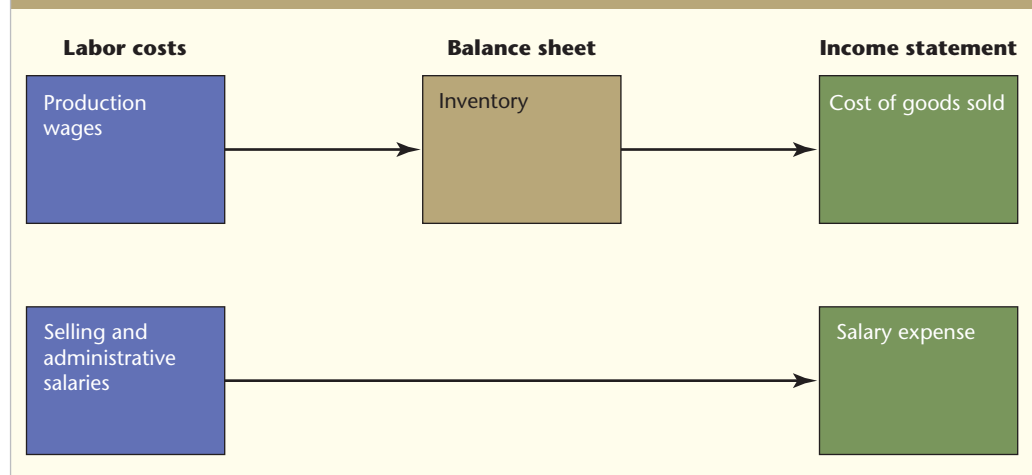 Labor costs
Balance sheet
Income statement
Production
wages
Inventory
Cost of goods sold
Selling and
administrative
salaries
Salary expense